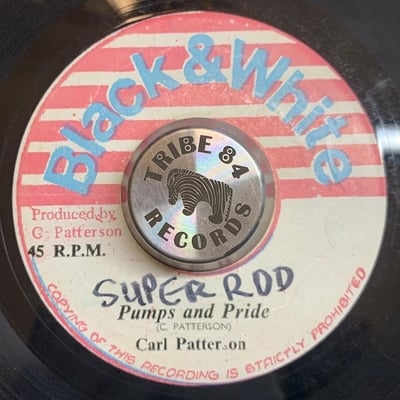 Black & White
TRIBE 84
RECORDS
Produced by
C. Patterson
45 R.P.M.
SUPER ROD
Pumps and Pride
(C. PATTERSON)
Carl Patterson
COPYING OF THIS RECORDING IS STRICTLY PROHIBITED